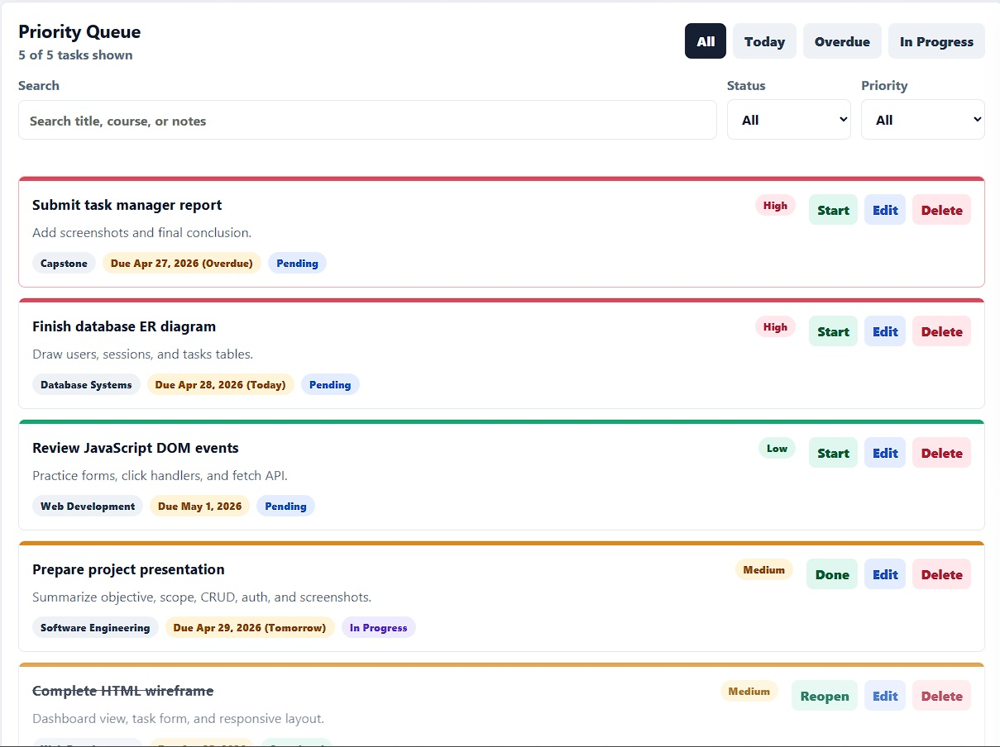 Priority Queue
5 of 5 tasks shown
All Today Overdue In Progress
Search Status Priority
Search title, course, or notes All All
Submit task manager report High Start Edit Delete
Add screenshots and final conclusion.
Capstone Due Apr 27, 2026 (Overdue) Pending
Finish database ER diagram High Start Edit Delete
Draw users, sessions, and tasks tables.
Database Systems Due Apr 28, 2026 (Today) Pending
Review JavaScript DOM events Low Start Edit Delete
Practice forms, click handlers, and fetch API.
Web Development Due May 1, 2026 Pending
Prepare project presentation Medium Done Edit Delete
Summarize objective, scope, CRUD, auth, and screenshots.
Software Engineering Due Apr 29, 2026 (Tomorrow) In Progress
Complete HTML wireframe Medium Reopen Edit Delete
Dashboard view, task form, and responsive layout.